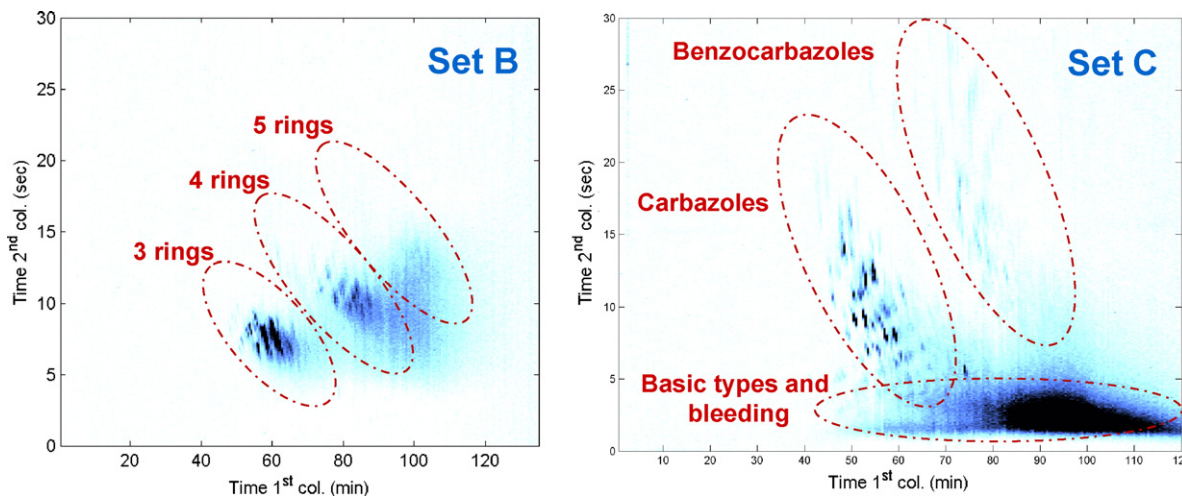 30
25
20
15
10
5
0
Time 2nd col. (sec)
Set B
5 rings
4 rings
3 rings
20
40
60
80
100
120
Time 1st col. (min)
30
25
20
15
10
5
0
Time 2nd col. (sec)
Benzocarbazoles
Set C
Carbazoles
Basic types and
bleeding
10
20
30
40
50
60
70
80
90
100
110
120
Time 1st col. (min)